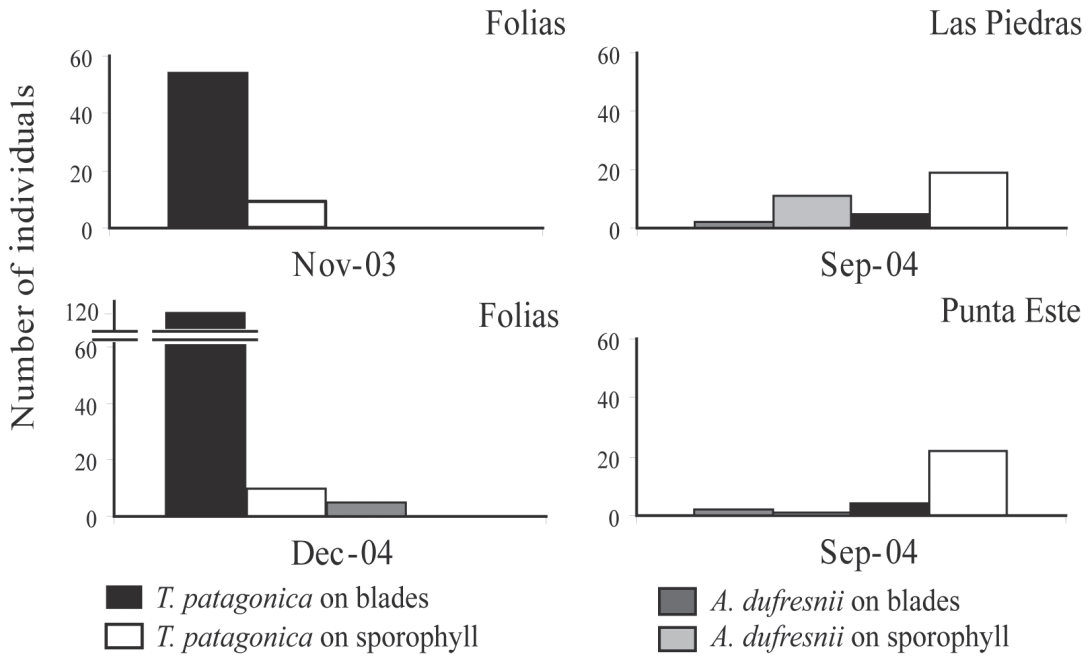 Folias
Las Piedras
Number of individuals
60
40
20
0
Nov-03
60
40
20
0
Sep-04
Folias
Punta Este
120
60
40
20
0
Dec-04
60
40
20
0
Sep-04
T. patagonica on blades
T. patagonica on sporophyll
A. dufresnii on blades
A. dufresnii on sporophyll